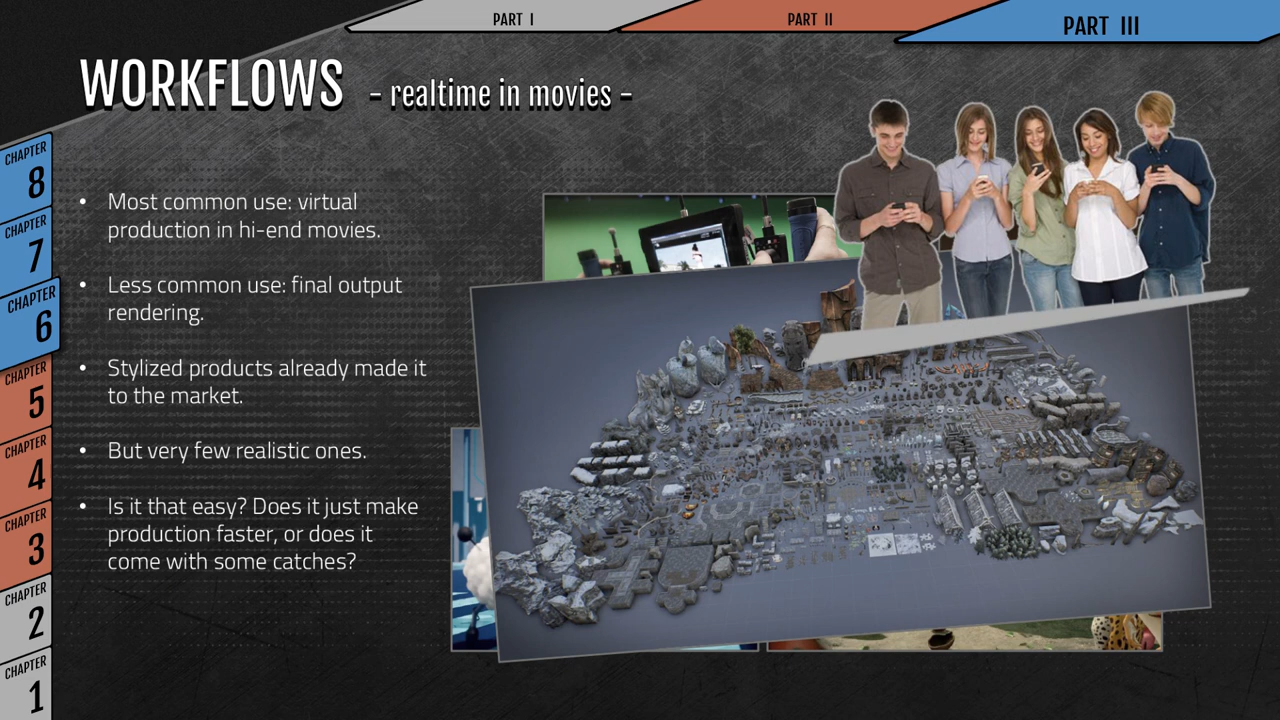 PART I
PART II
PART III
WORKFLOWS – realtime in movies –
CHAPTER
8
CHAPTER
7
CHAPTER
6
CHAPTER
5
CHAPTER
4
CHAPTER
3
CHAPTER
2
CHAPTER
1
• Most common use: virtual
production in hi-end movies.
• Less common use: final output
rendering.
• Stylized products already made it
to the market.
• But very few realistic ones.
• Is it that easy? Does it just make
production faster, or does it
come with some catches?